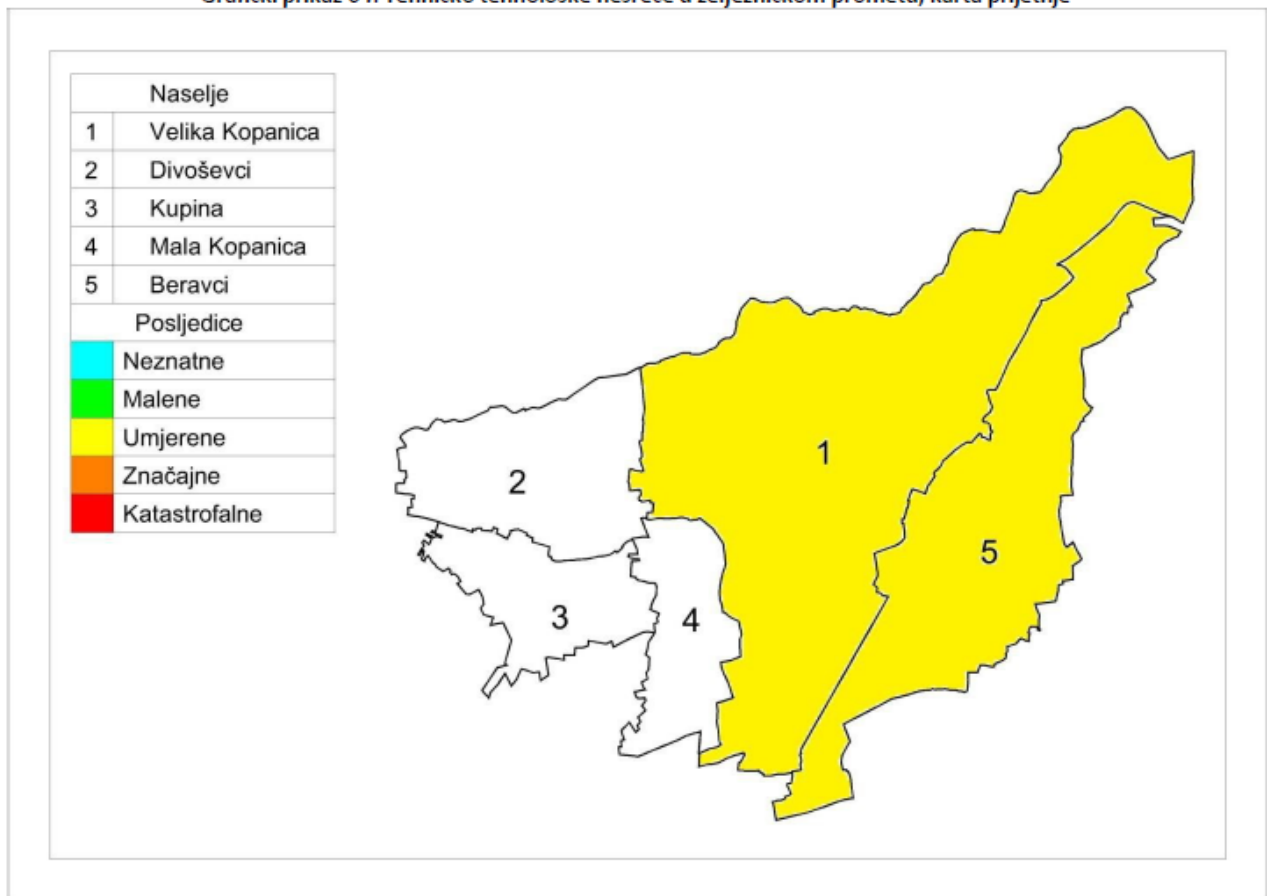 Naselje
1 Velika Kopanica
2 Divoševci
3 Kupina
4 Mala Kopanica
5 Beravci
Posljedice
Neznatne
Malene
Umjerene
Značajne
Katastrofalne
1
2
5
3
4